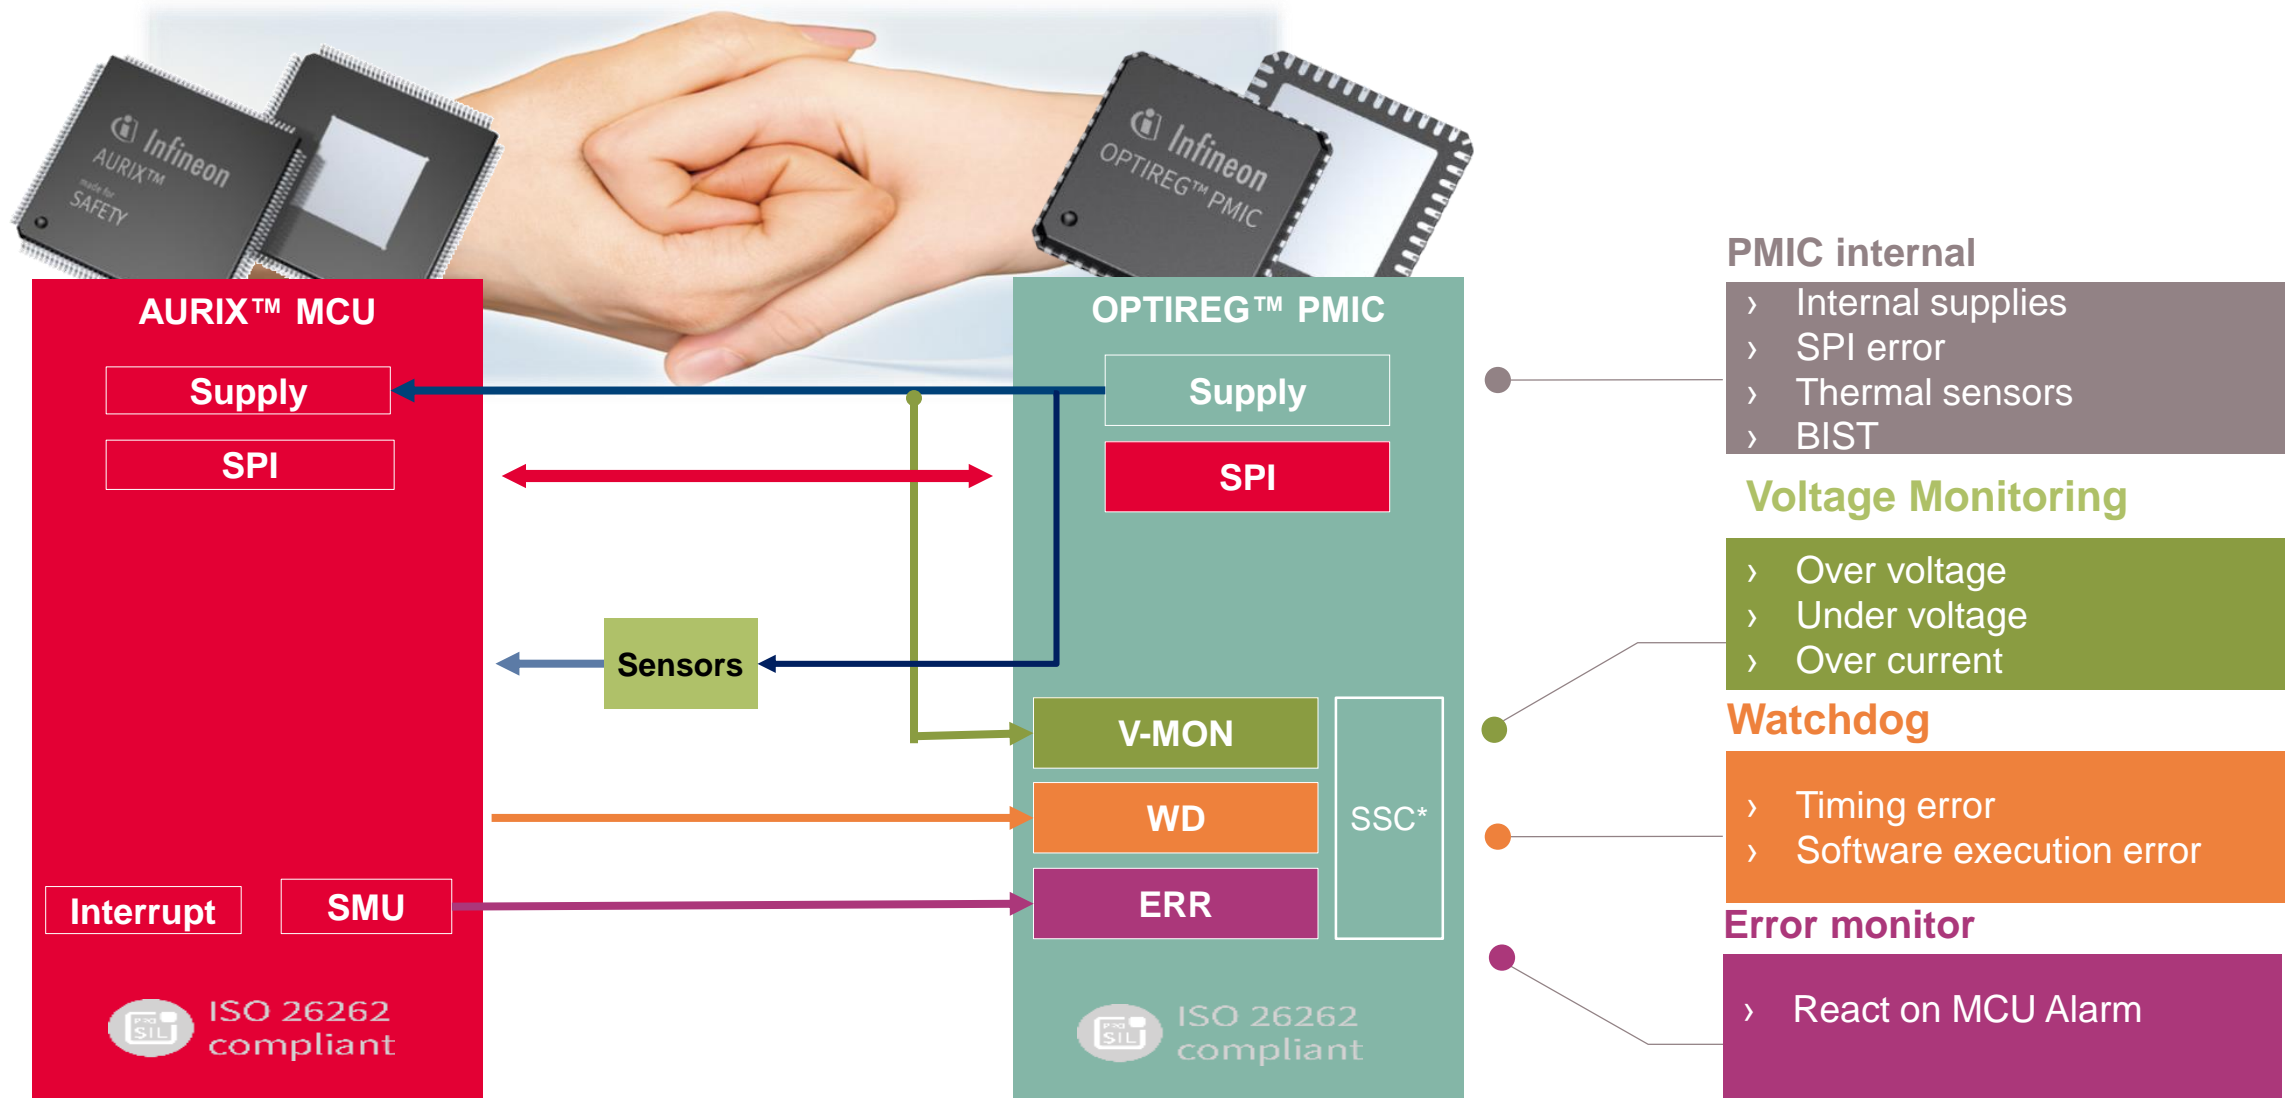 Infineon
AURIX™
made for
SAFETY
Infineon
OPTIREG™ PMIC
AURIX™ MCU
Supply
SPI
Interrupt
SMU
ISO 26262
compliant
Sensors
OPTIREG™ PMIC
Supply
SPI
V-MON
WD
ERR
SSC*
ISO 26262
compliant
PMIC internal
› Internal supplies
› SPI error
› Thermal sensors
› BIST
Voltage Monitoring
› Over voltage
› Under voltage
› Over current
Watchdog
› Timing error
› Software execution error
Error monitor
› React on MCU Alarm